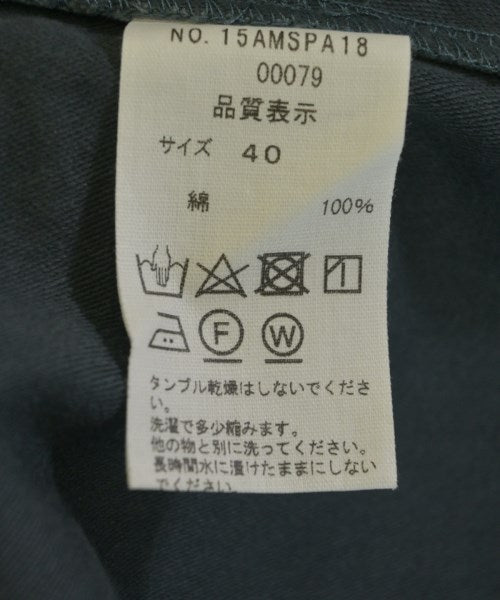 NO. 15AMSPA18
00079
品質表示
サイズ 40
綿 100%
F W
タンブル乾燥はしないでくださ
い。
洗濯で多少縮みます。
他の物と別に洗ってください。
長時間水に漬けたままにしない
でください。